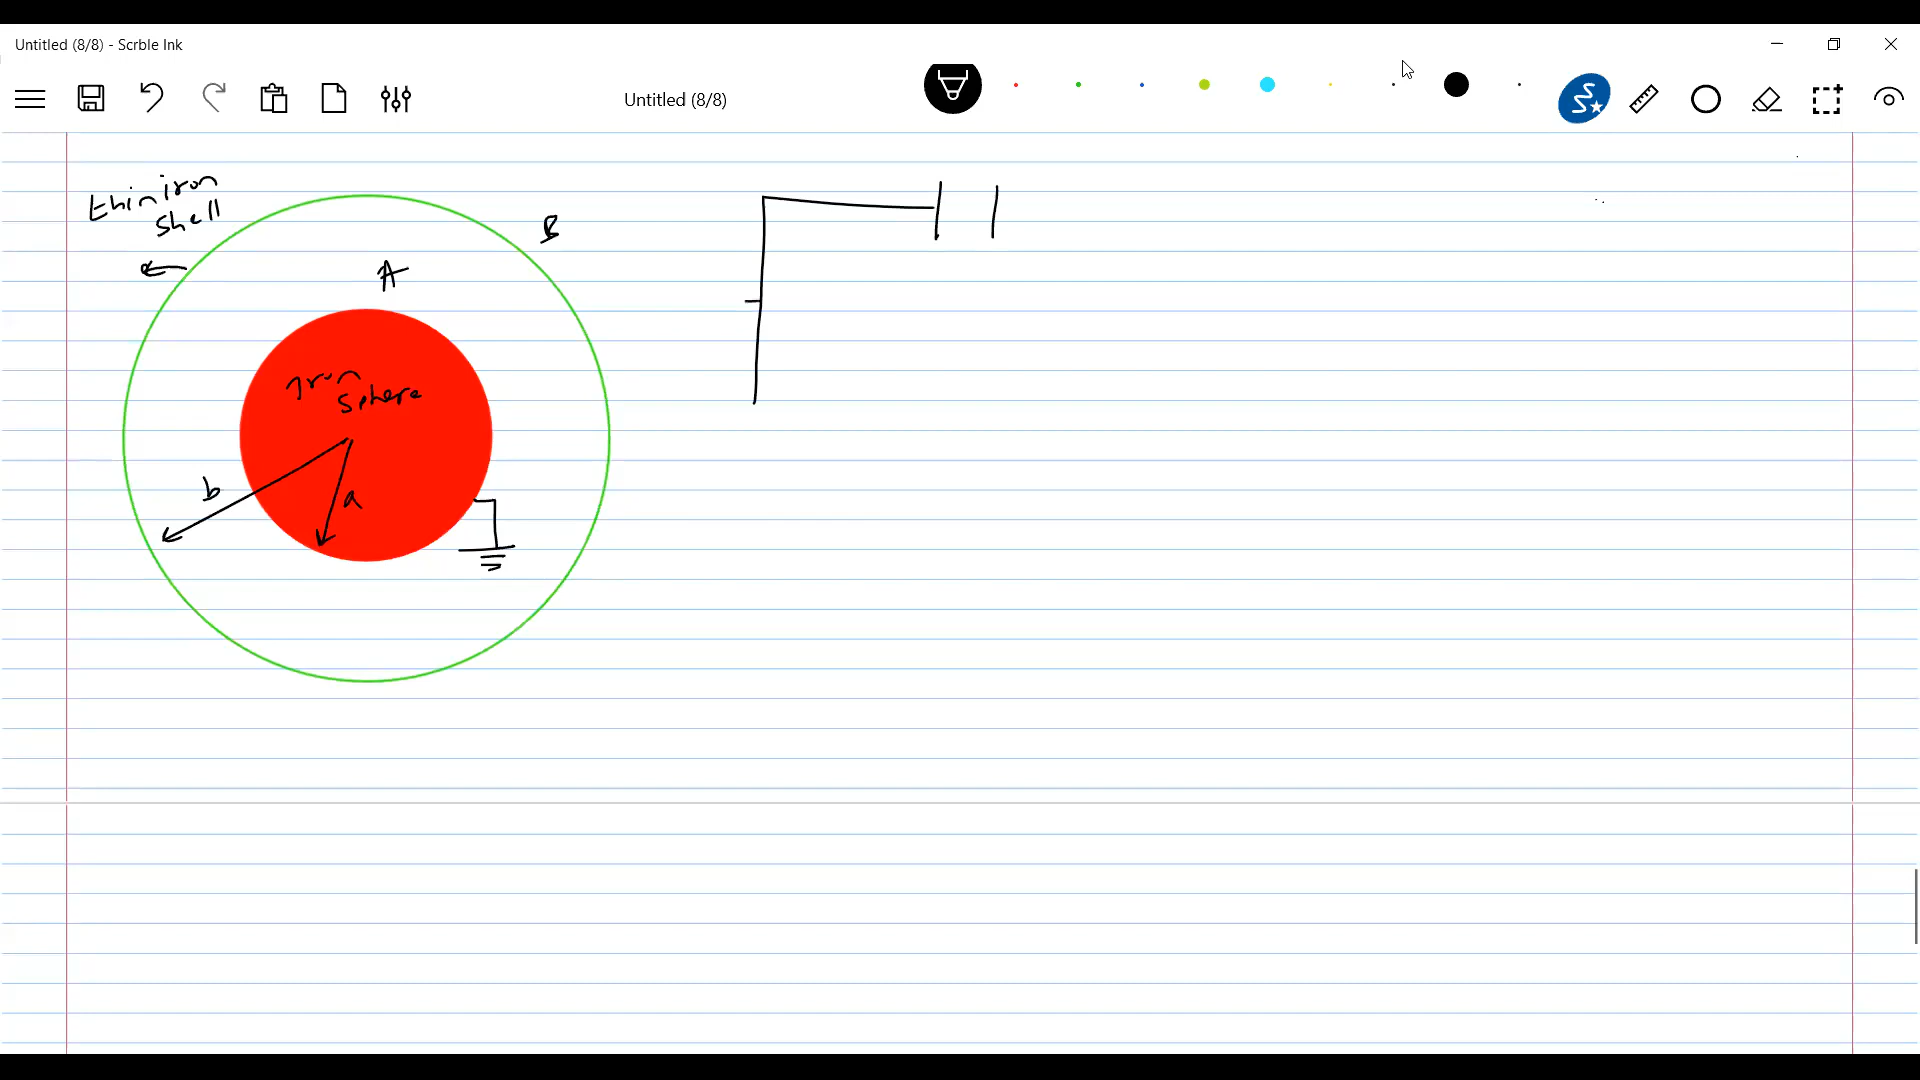 Untitled (8/8) - Scrble Ink
Untitled (8/8)
thin iron
shell
B
A
Iron
Sphere
b
a